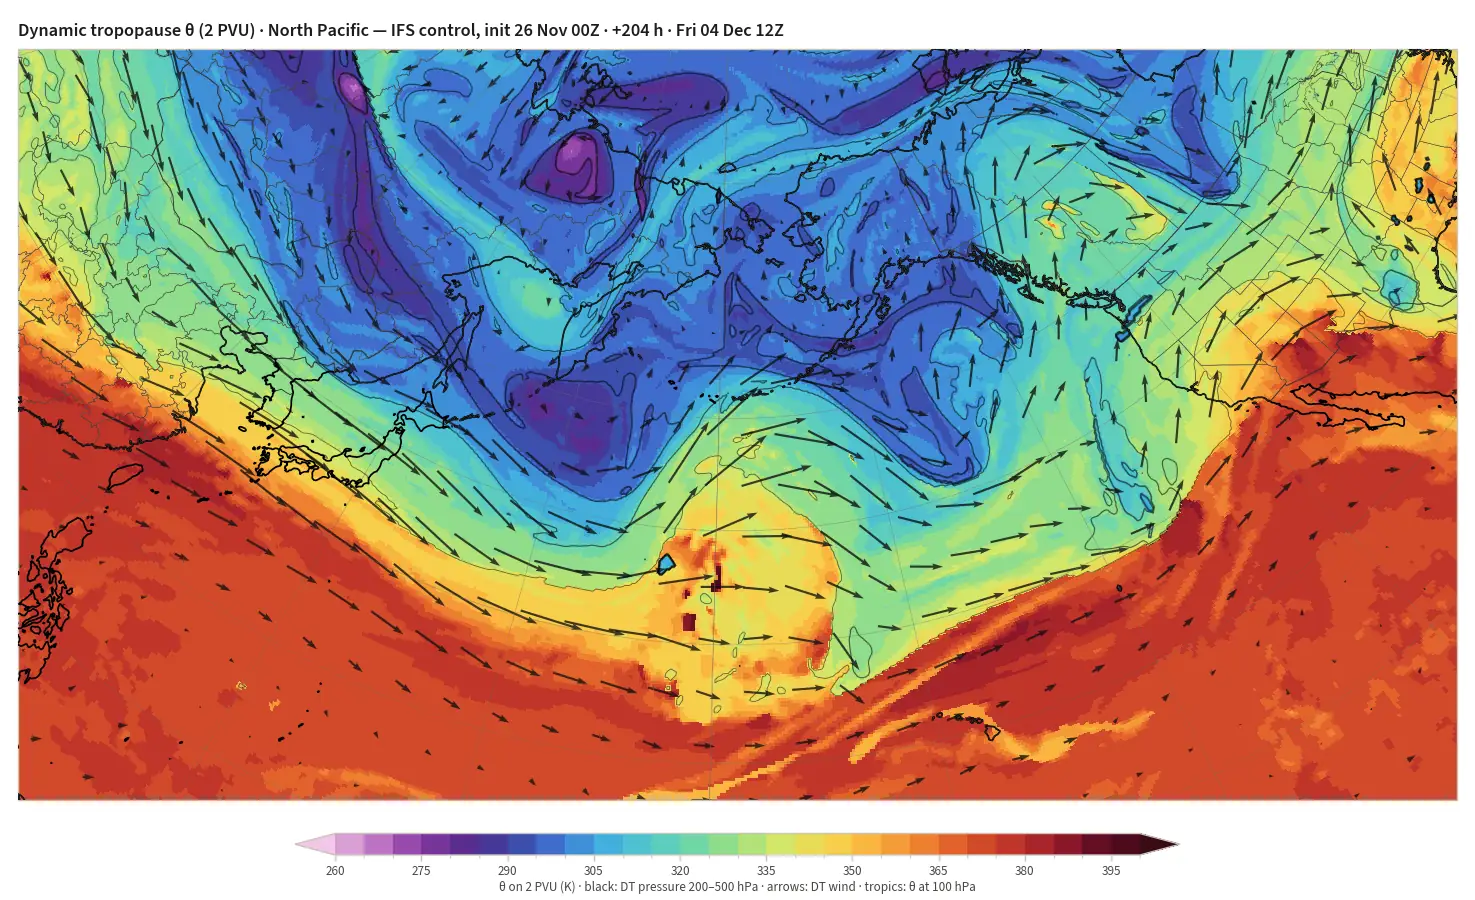 Dynamic tropopause θ (2 PVU) · North Pacific — IFS control, init 26 Nov 00Z · +204 h · Fri 04 Dec 12Z
260 275 290 305 320 335 350 365 380 395
θ on 2 PVU (K) · black: DT pressure 200–500 hPa · arrows: DT wind · tropics: θ at 100 hPa